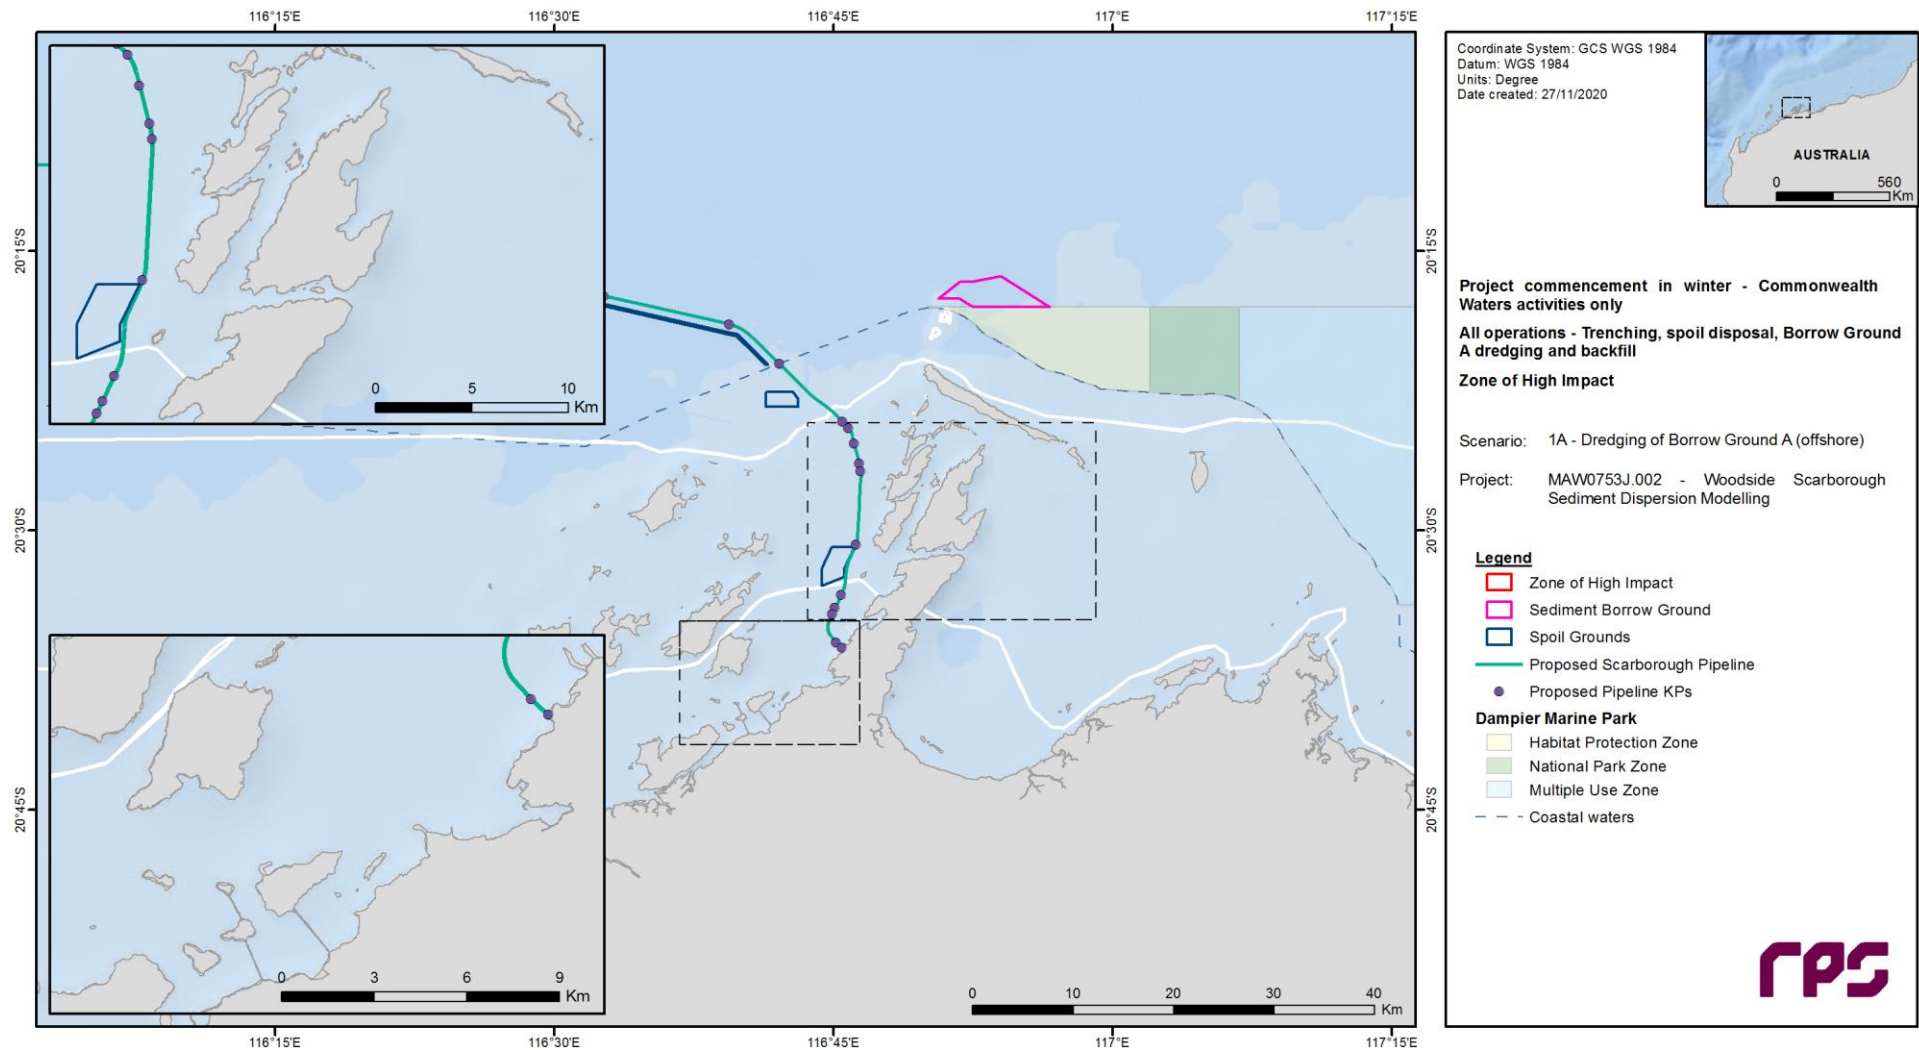 116°15'E 116°30'E 116°45'E 117°E 117°15'E
20°15'S 20°15'S
20°30'S 20°30'S
20°45'S 20°45'S
0 5 10
Km
0 3 6 9
Km
0 10 20 30 40
Km
116°15'E 116°30'E 116°45'E 117°E 117°15'E
Coordinate System: GCS WGS 1984
Datum: WGS 1984
Units: Degree
Date created: 27/11/2020
AUSTRALIA
0 560
Km
Project commencement in winter - Commonwealth
Waters activities only
All operations - Trenching, spoil disposal, Borrow Ground
A dredging and backfill
Zone of High Impact
Scenario: 1A - Dredging of Borrow Ground A (offshore)
Project: MAW0753J.002 - Woodside Scarborough
Sediment Dispersion Modelling
Legend
Zone of High Impact
Sediment Borrow Ground
Spoil Grounds
Proposed Scarborough Pipeline
Proposed Pipeline KPs
Dampier Marine Park
Habitat Protection Zone
National Park Zone
Multiple Use Zone
Coastal waters
rps